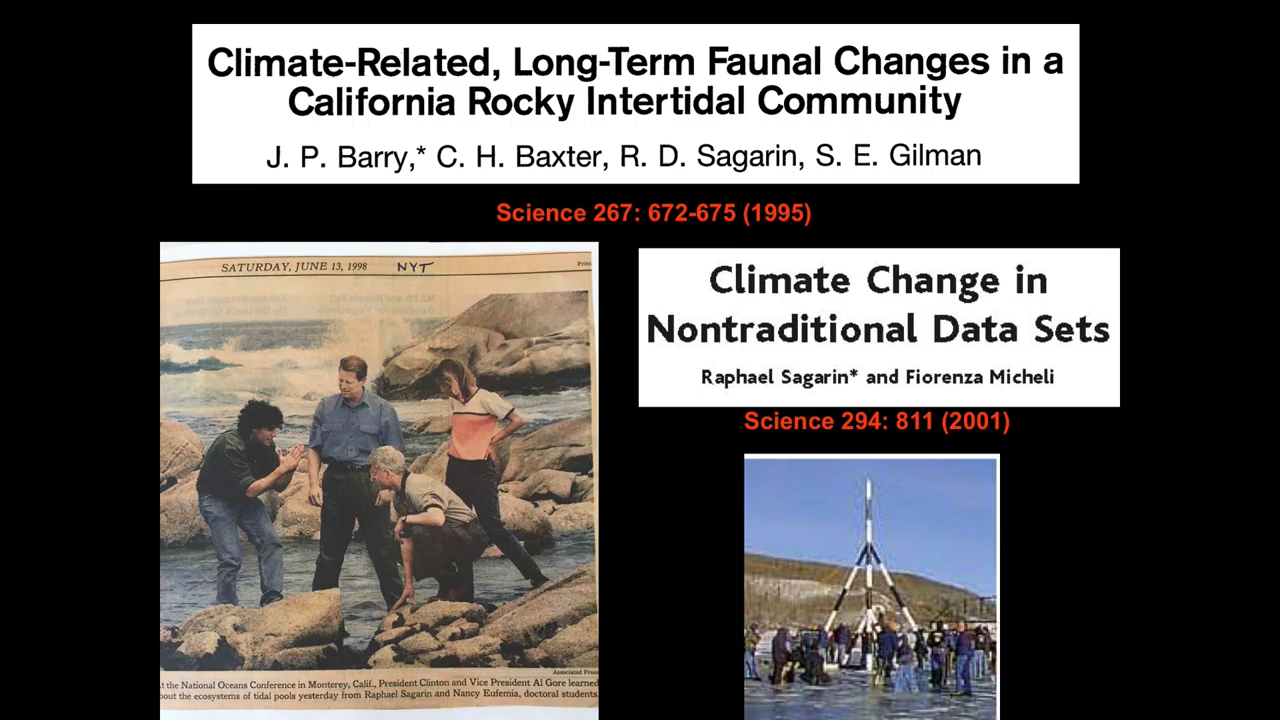 Climate-Related, Long-Term Faunal Changes in a
California Rocky Intertidal Community
J. P. Barry,* C. H. Baxter, R. D. Sagarin, S. E. Gilman
Science 267: 672-675 (1995)
SATURDAY, JUNE 13, 1998 NYT
Associated Press
t the National Oceans Conference in Monterey, Calif., President Clinton and Vice President Al Gore learned
bout the ecosystems of tidal pools yesterday from Raphael Sagarin and Nancy Eufemia, doctoral students.
Climate Change in
Nontraditional Data Sets
Raphael Sagarin* and Fiorenza Micheli
Science 294: 811 (2001)